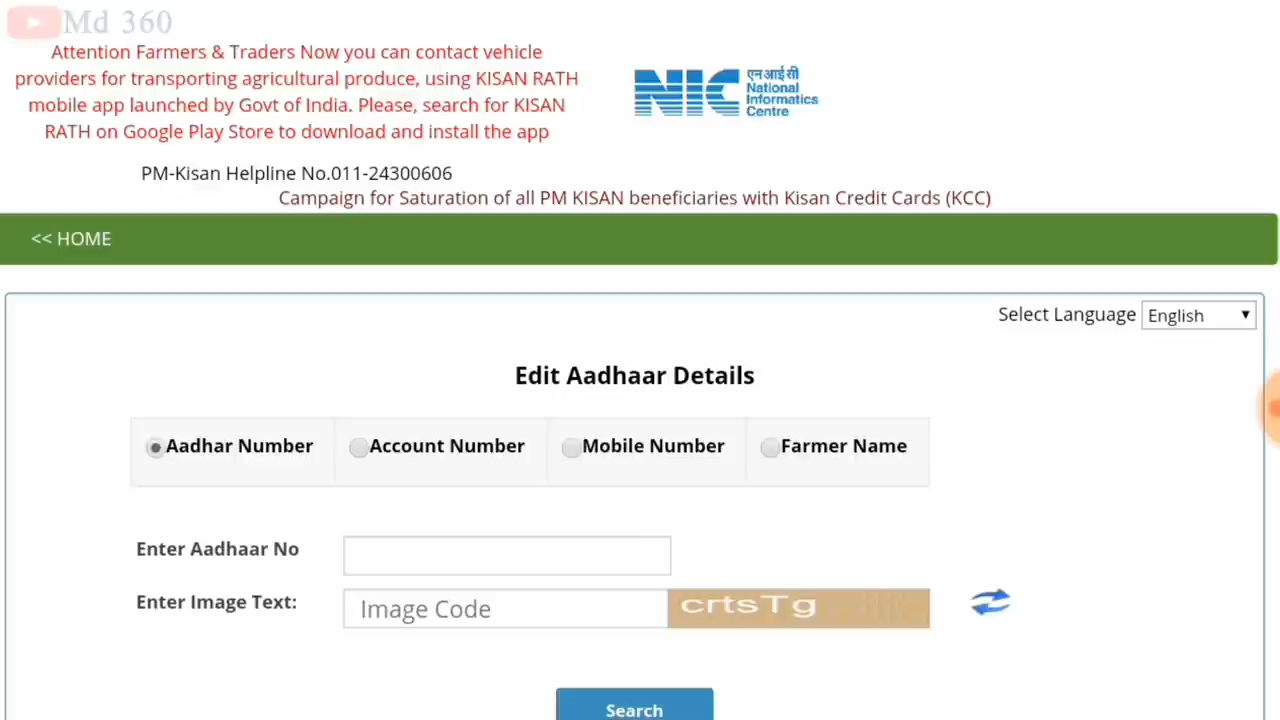 Md 360
Attention Farmers & Traders Now you can contact vehicle
providers for transporting agricultural produce, using KISAN RATH
mobile app launched by Govt of India. Please, search for KISAN
RATH on Google Play Store to download and install the app
NIC एन आई सी
National
Informatics
Centre
PM-Kisan Helpline No.011-24300606
Campaign for Saturation of all PM KISAN beneficiaries with Kisan Credit Cards (KCC)
<< HOME
Select Language English
Edit Aadhaar Details
Aadhar Number Account Number Mobile Number Farmer Name
Enter Aadhaar No
Enter Image Text: Image Code crtsTg
Search